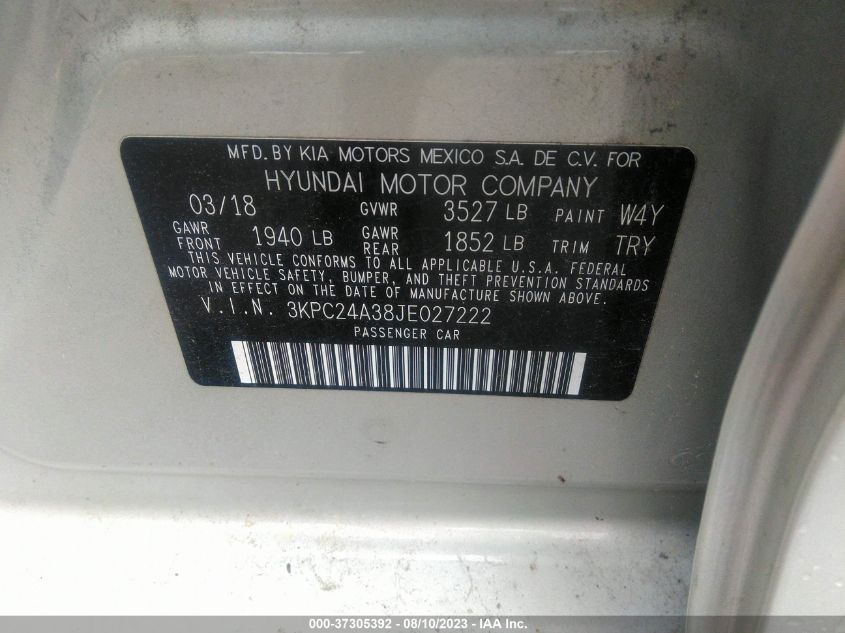 MFD. BY KIA MOTORS MEXICO S.A. DE C.V. FOR
HYUNDAI MOTOR COMPANY
03/18 GVWR 3527 LB PAINT W4Y
GAWR FRONT 1940 LB GAWR REAR 1852 LB TRIM TRY
THIS VEHICLE CONFORMS TO ALL APPLICABLE U.S.A. FEDERAL
MOTOR VEHICLE SAFETY, BUMPER, AND THEFT PREVENTION STANDARDS
IN EFFECT ON THE DATE OF MANUFACTURE SHOWN ABOVE.
V.I.N. 3KPC24A38JE027222
PASSENGER CAR
000-37305392 - 08/10/2023 - IAA Inc.